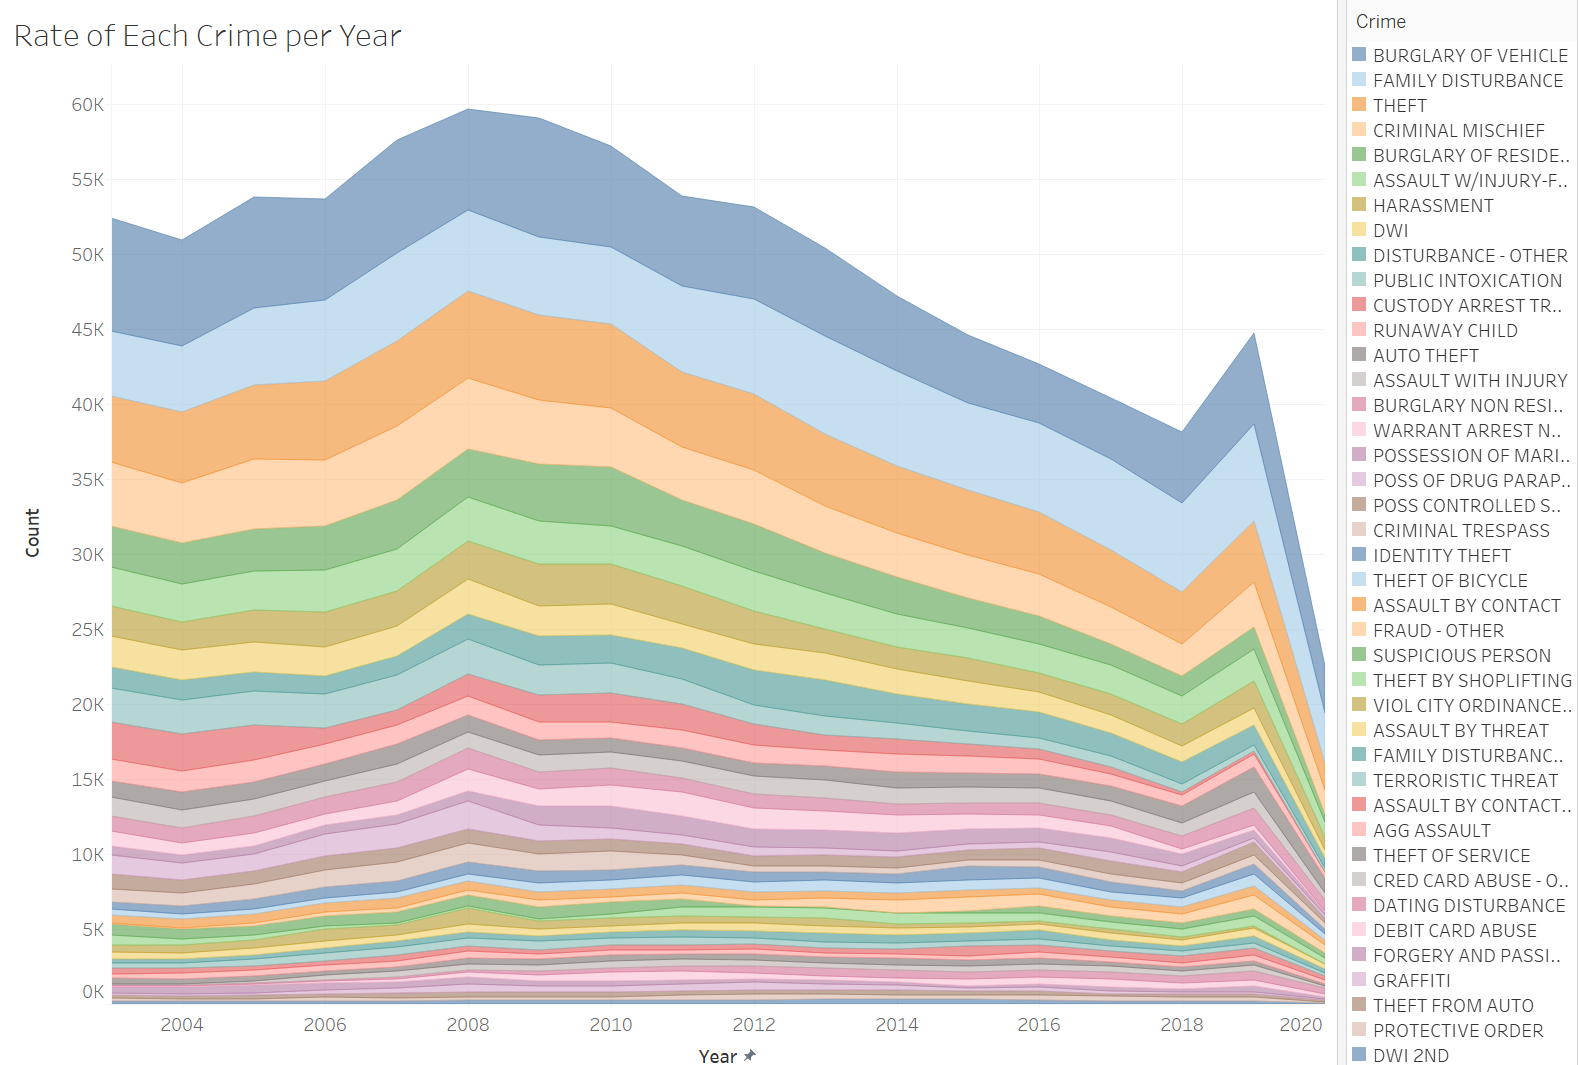 Rate of Each Crime per Year
60K
55K
50K
45K
40K
35K
30K
25K
20K
15K
10K
5K
0K
Count
2004 2006 2008 2010 2012 2014 2016 2018 2020
Year
Crime
BURGLARY OF VEHICLE
FAMILY DISTURBANCE
THEFT
CRIMINAL MISCHIEF
BURGLARY OF RESIDE..
ASSAULT W/INJURY-F..
HARASSMENT
DWI
DISTURBANCE - OTHER
PUBLIC INTOXICATION
CUSTODY ARREST TR..
RUNAWAY CHILD
AUTO THEFT
ASSAULT WITH INJURY
BURGLARY NON RESI..
WARRANT ARREST N..
POSSESSION OF MARI..
POSS OF DRUG PARAP..
POSS CONTROLLED S..
CRIMINAL TRESPASS
IDENTITY THEFT
THEFT OF BICYCLE
ASSAULT BY CONTACT
FRAUD - OTHER
SUSPICIOUS PERSON
THEFT BY SHOPLIFTING
VIOL CITY ORDINANCE..
ASSAULT BY THREAT
FAMILY DISTURBANC..
TERRORISTIC THREAT
ASSAULT BY CONTACT..
AGG ASSAULT
THEFT OF SERVICE
CRED CARD ABUSE - O..
DATING DISTURBANCE
DEBIT CARD ABUSE
FORGERY AND PASSI..
GRAFFITI
THEFT FROM AUTO
PROTECTIVE ORDER
DWI 2ND